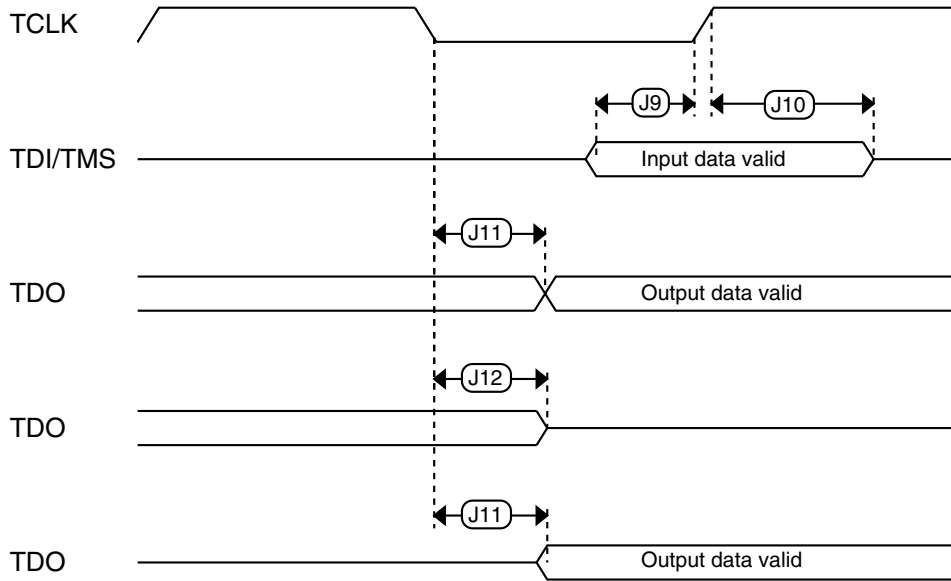 TCLK
J9
J10
TDI/TMS
Input data valid
J11
TDO
Output data valid
J12
TDO
J11
TDO
Output data valid